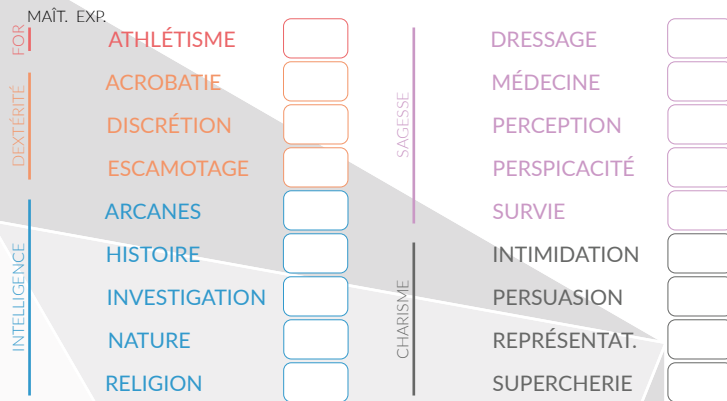 MAÎT. EXP.
FOR
ATHLÉTISME
DEXTÉRITÉ
ACROBATIE
DISCRÉTION
ESCAMOTAGE
INTELLIGENCE
ARCANES
HISTOIRE
INVESTIGATION
NATURE
RELIGION
SAGESSE
DRESSAGE
MÉDECINE
PERCEPTION
PERSPICACITÉ
SURVIE
CHARISME
INTIMIDATION
PERSUASION
REPRÉSENTAT.
SUPERCHERIE